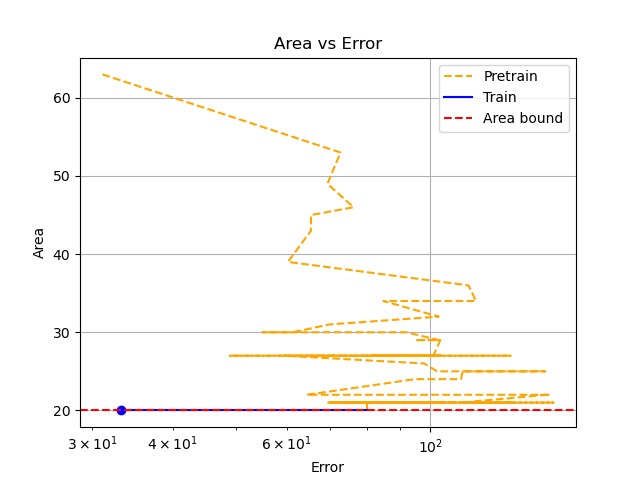 Area vs Error
Pretrain
Train
Area bound
60
50
40
30
20
Area
3 × 10¹
4 × 10¹
6 × 10¹
10²
Error